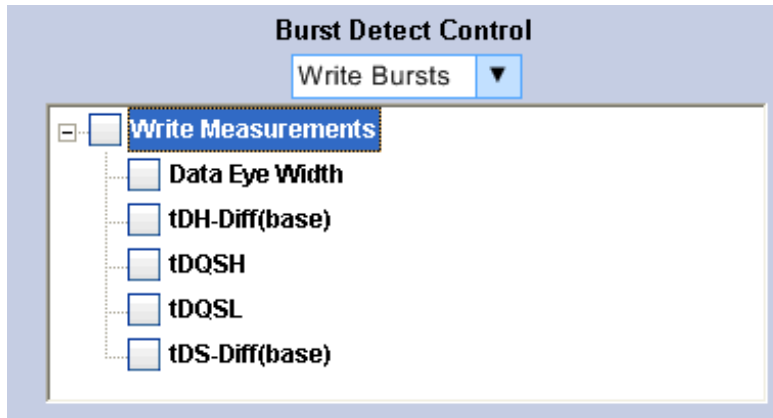 Burst Detect Control
Write Bursts
Write Measurements
Data Eye Width
tDH-Diff(base)
tDQSH
tDQSL
tDS-Diff(base)